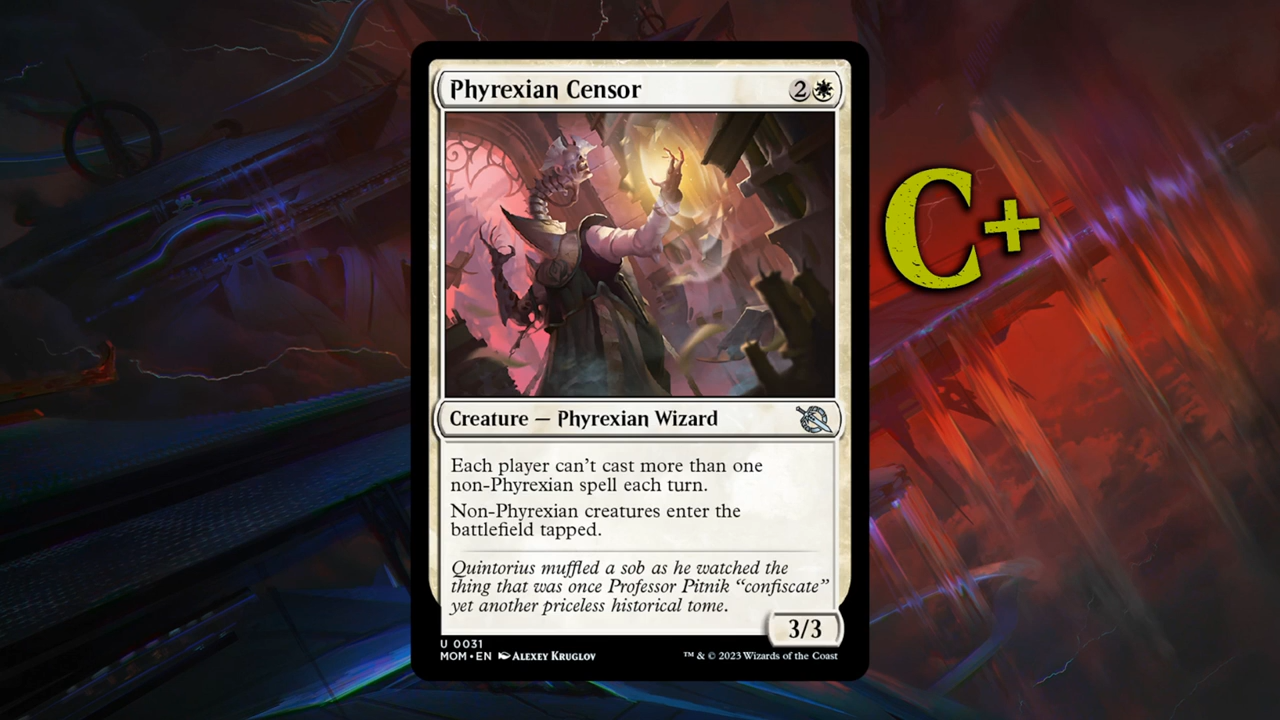 Phyrexian Censor
2
C+
Creature — Phyrexian Wizard
Each player can't cast more than one
non-Phyrexian spell each turn.
Non-Phyrexian creatures enter the
battlefield tapped.
Quintorius muffled a sob as he watched the
thing that was once Professor Pitnik “confiscate”
yet another priceless historical tome.
3/3
U 0031
MOM • EN Alexey Kruglov
™ & © 2023 Wizards of the Coast